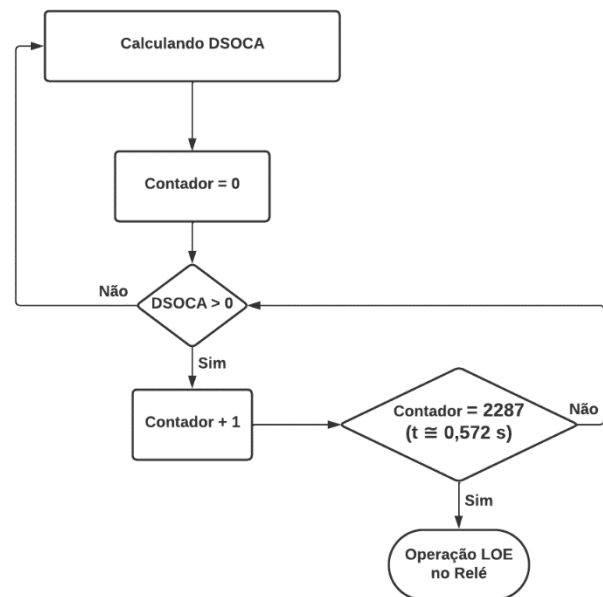 Calculando DSOCA
Contador = 0
Não
DSOCA > 0
Sim
Contador + 1
Contador = 2287
(t ≅ 0,572 s)
Não
Sim
Operação LOE
no Relé